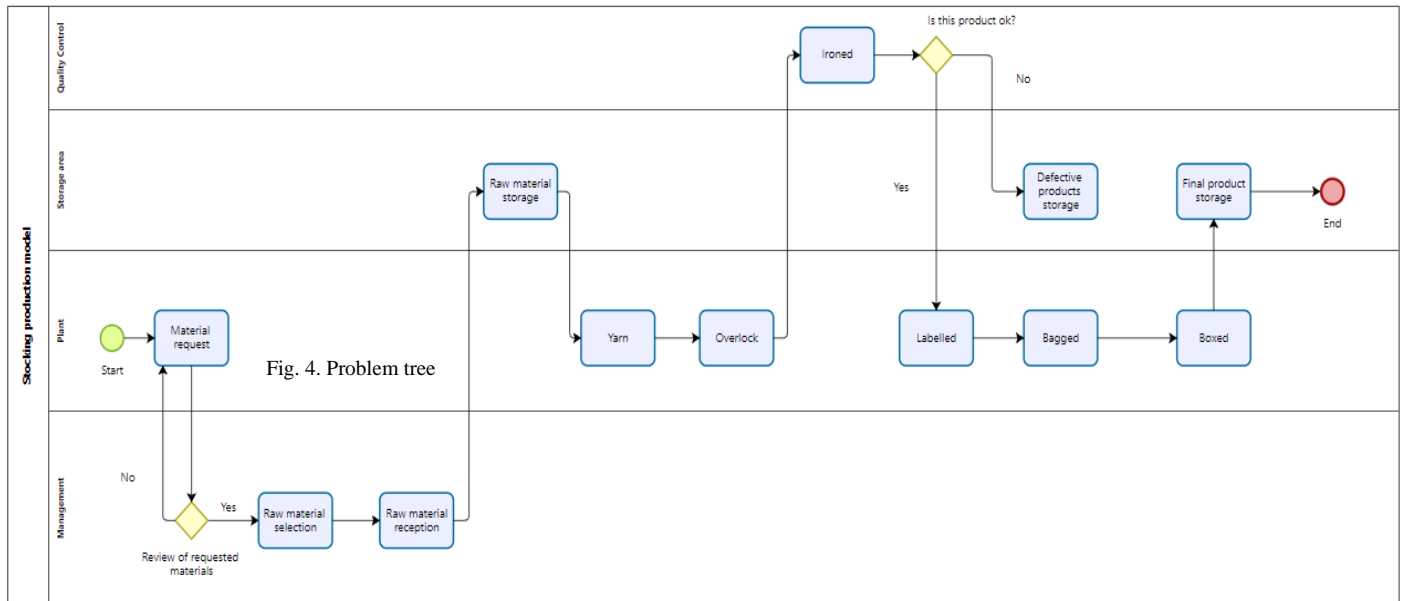 Stocking production model
Quality Control
Is this product ok?
Ironed
No
Storage area
Raw material
storage
Yes
Defective
products
storage
Final product
storage
End
Plant
Start
Material
request
Fig. 4. Problem tree
Yarn
Overlock
Labelled
Bagged
Boxed
Management
No
Yes
Review of requested
materials
Raw material
selection
Raw material
reception